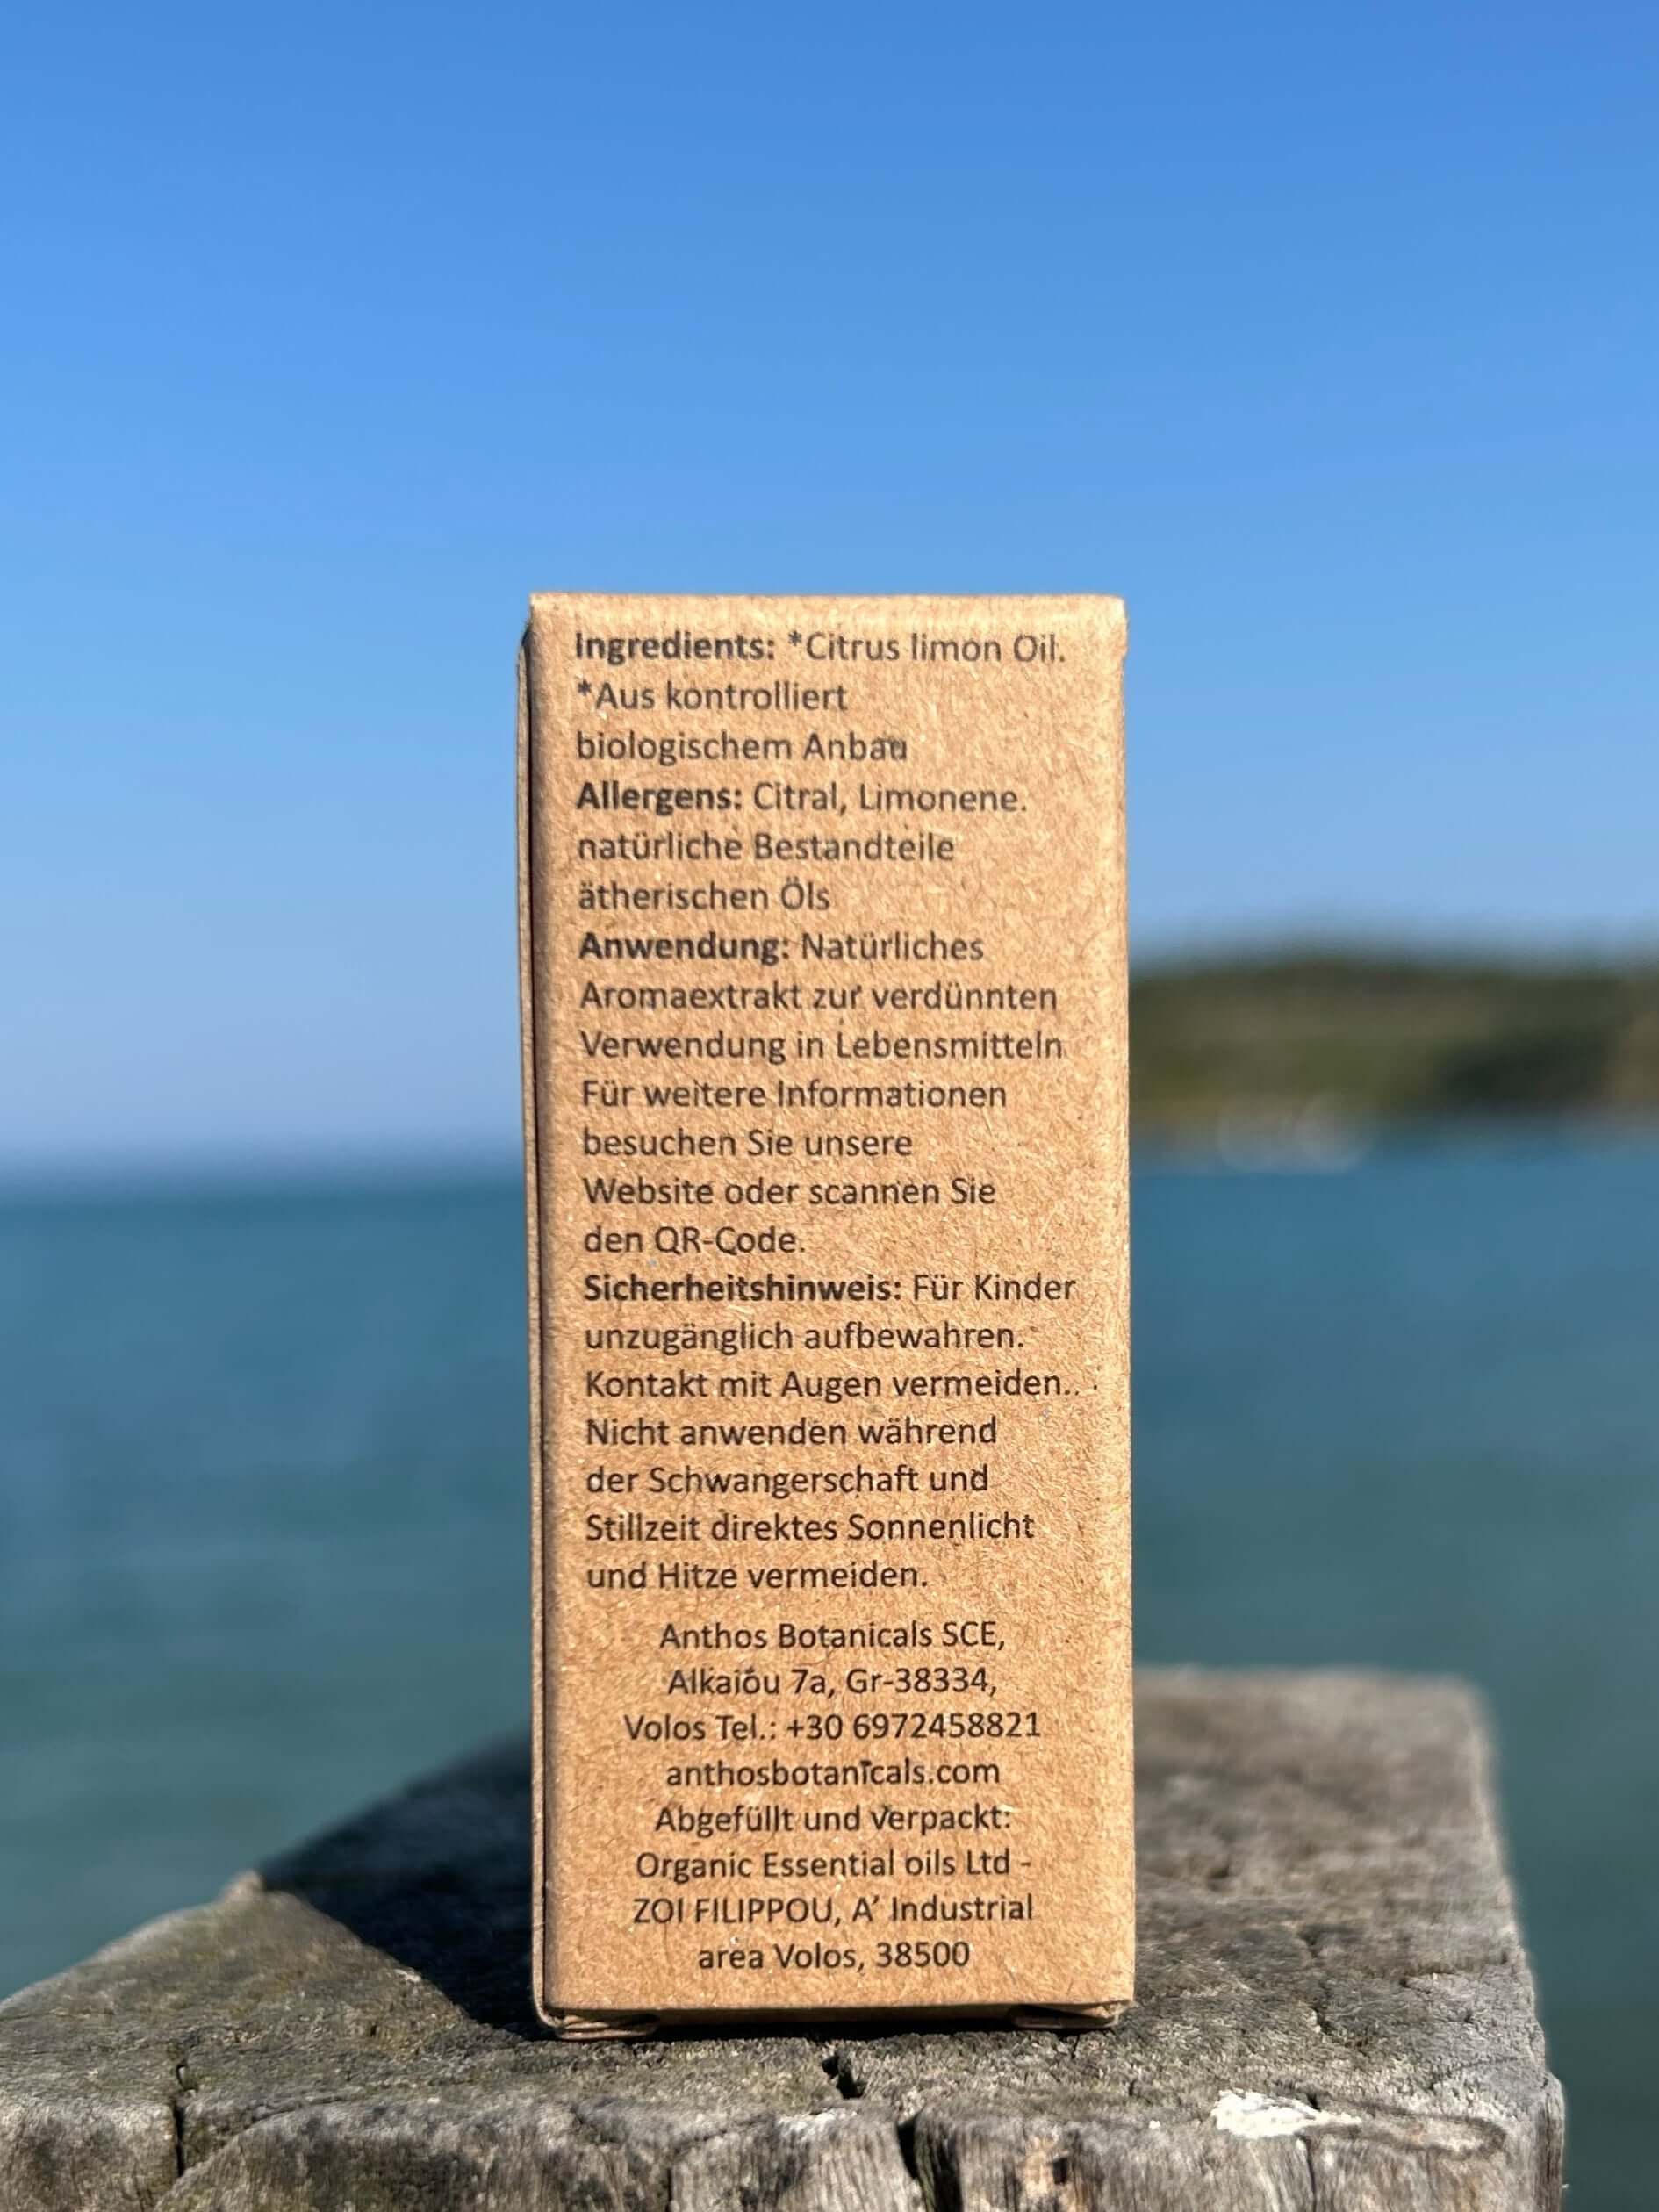 Ingredients: *Citrus limon Oil.
*Aus kontrolliert
biologischem Anbau
Allergens: Citral, Limonene.
natürliche Bestandteile
ätherischen Öls
Anwendung: Natürliches
Aromaextrakt zur verdünnten
Verwendung in Lebensmitteln
Für weitere Informationen
besuchen Sie unsere
Website oder scannen Sie
den QR-Code.
Sicherheitshinweis: Für Kinder
unzugänglich aufbewahren.
Kontakt mit Augen vermeiden..
Nicht anwenden während
der Schwangerschaft und
Stillzeit direktes Sonnenlicht
und Hitze vermeiden.
Anthos Botanicals SCE,
Alkaiou 7a, Gr-38334,
Volos Tel.: +30 6972458821
anthosbotanicals.com
Abgefüllt und verpackt:
Organic Essential oils Ltd -
ZOI FILIPPOU, A’ Industrial
area Volos, 38500